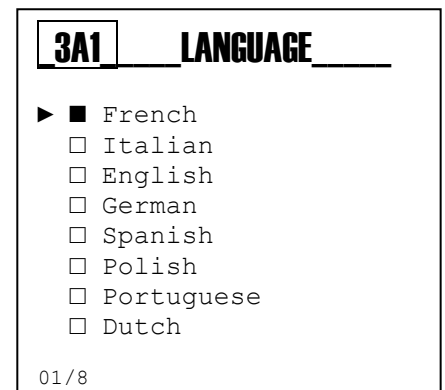 3A1 LANGUAGE
► ■ French
□ Italian
□ English
□ German
□ Spanish
□ Polish
□ Portuguese
□ Dutch
01/8